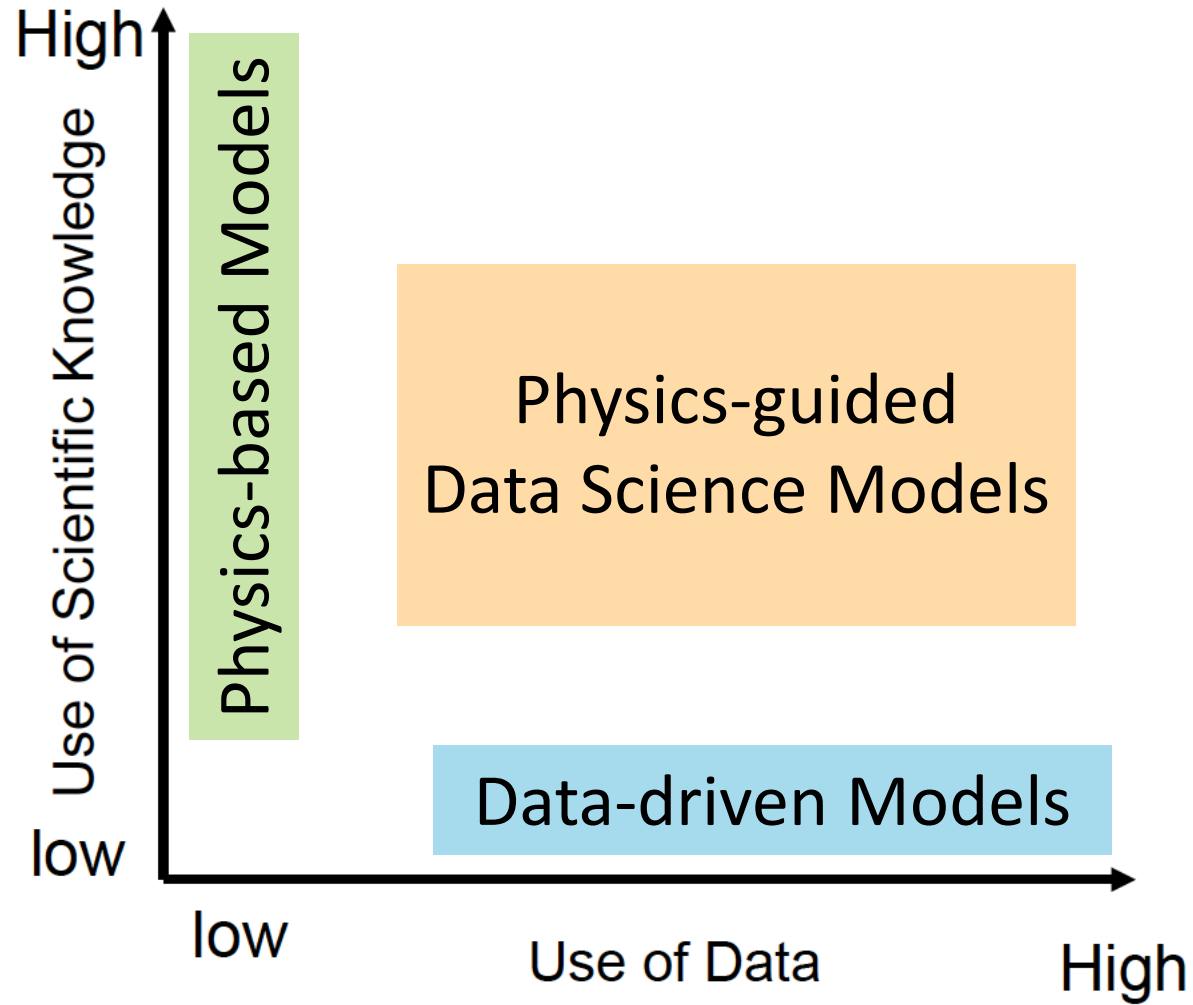 High
Use of Scientific Knowledge
low
Physics-based Models
Physics-guided
Data Science Models
Data-driven Models
low
Use of Data
High